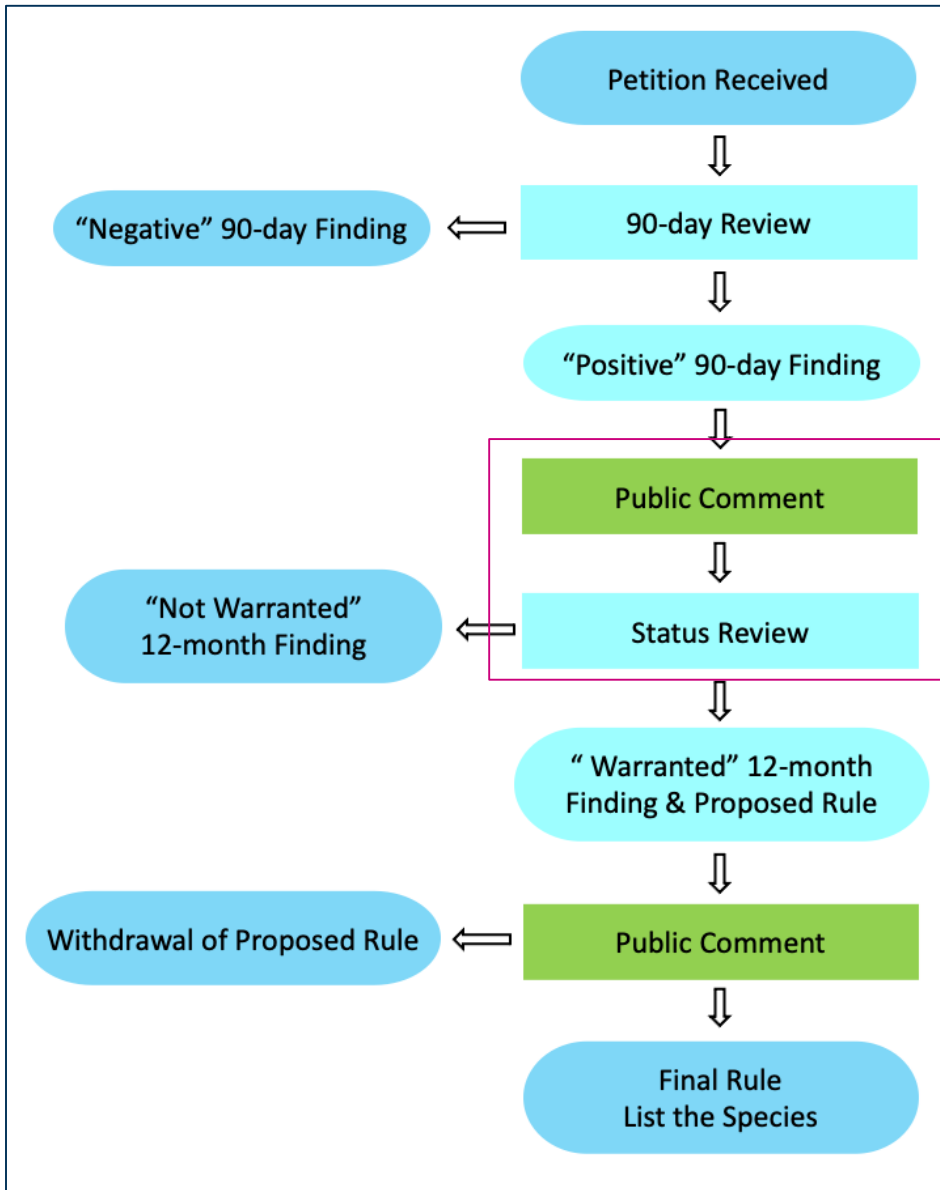 Petition Received
“Negative” 90-day Finding
90-day Review
“Positive” 90-day Finding
Public Comment
“Not Warranted”
12-month Finding
Status Review
“ Warranted” 12-month
Finding & Proposed Rule
Withdrawal of Proposed Rule
Public Comment
Final Rule
List the Species